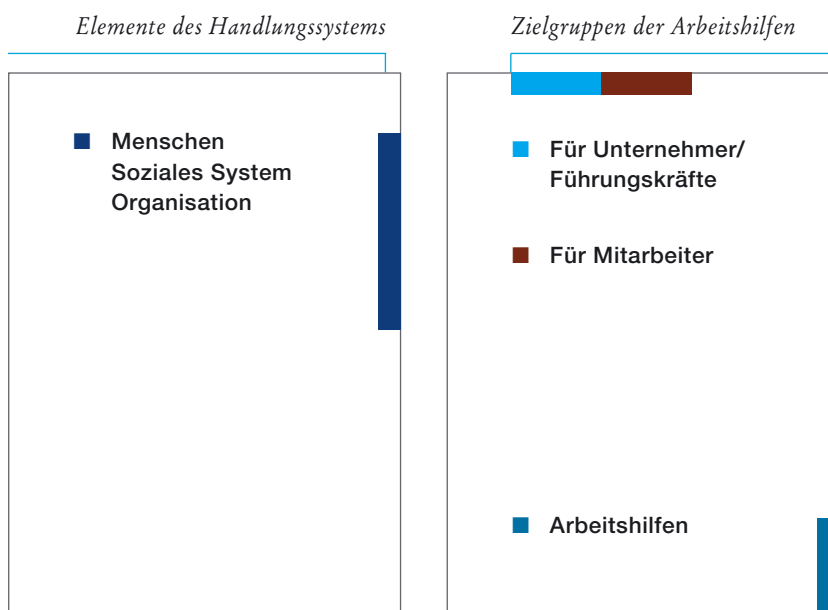 Elemente des Handlungssystems
Menschen
Soziales System
Organisation
Zielgruppen der Arbeitshilfen
Für Unternehmer/
Führungskräfte
Für Mitarbeiter
Arbeitshilfen